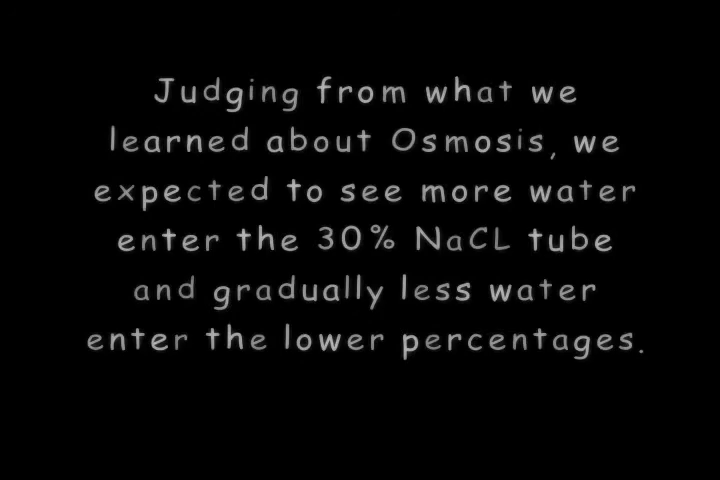 Judging from what we
learned about Osmosis, we
expected to see more water
enter the 30% NaCL tube
and gradually less water
enter the lower percentages.